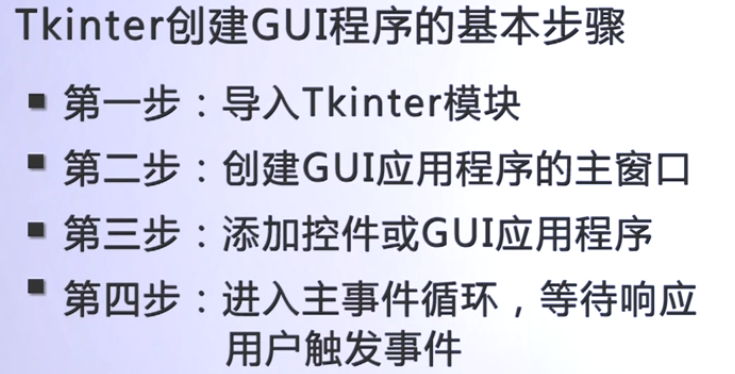 Tkinter创建GUI程序的基本步骤
▪ 第一步：导入Tkinter模块
▪ 第二步：创建GUI应用程序的主窗口
▪ 第三步：添加控件或GUI应用程序
▪ 第四步：进入主事件循环，等待响应
用户触发事件